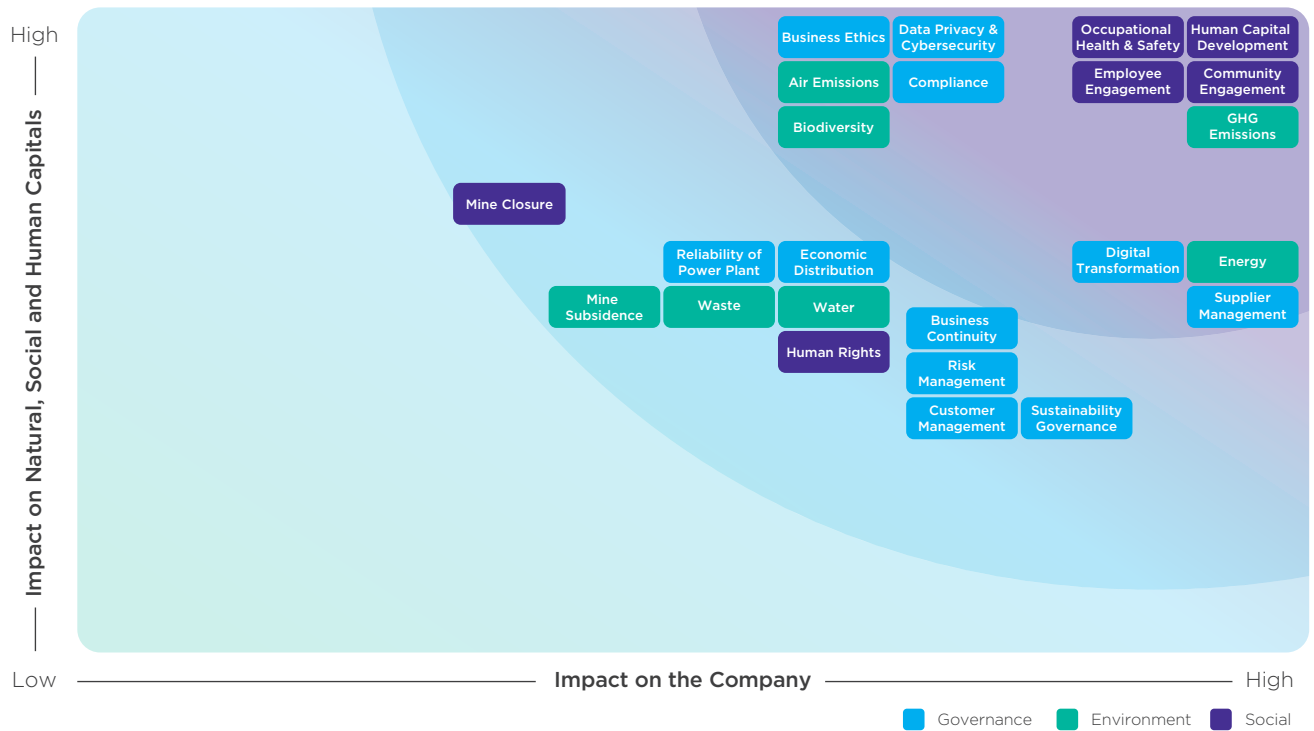 High
Impact on Natural, Social and Human Capitals
Business Ethics
Data Privacy &
Cybersecurity
Occupational
Health & Safety
Human Capital
Development
Air Emissions
Compliance
Employee
Engagement
Community
Engagement
Biodiversity
GHG
Emissions
Mine Closure
Reliability of
Power Plant
Economic
Distribution
Digital
Transformation
Energy
Mine
Subsidence
Waste
Water
Supplier
Management
Business
Continuity
Human Rights
Risk
Management
Customer
Management
Sustainability
Governance
Low
Impact on the Company
High
Governance
Environment
Social